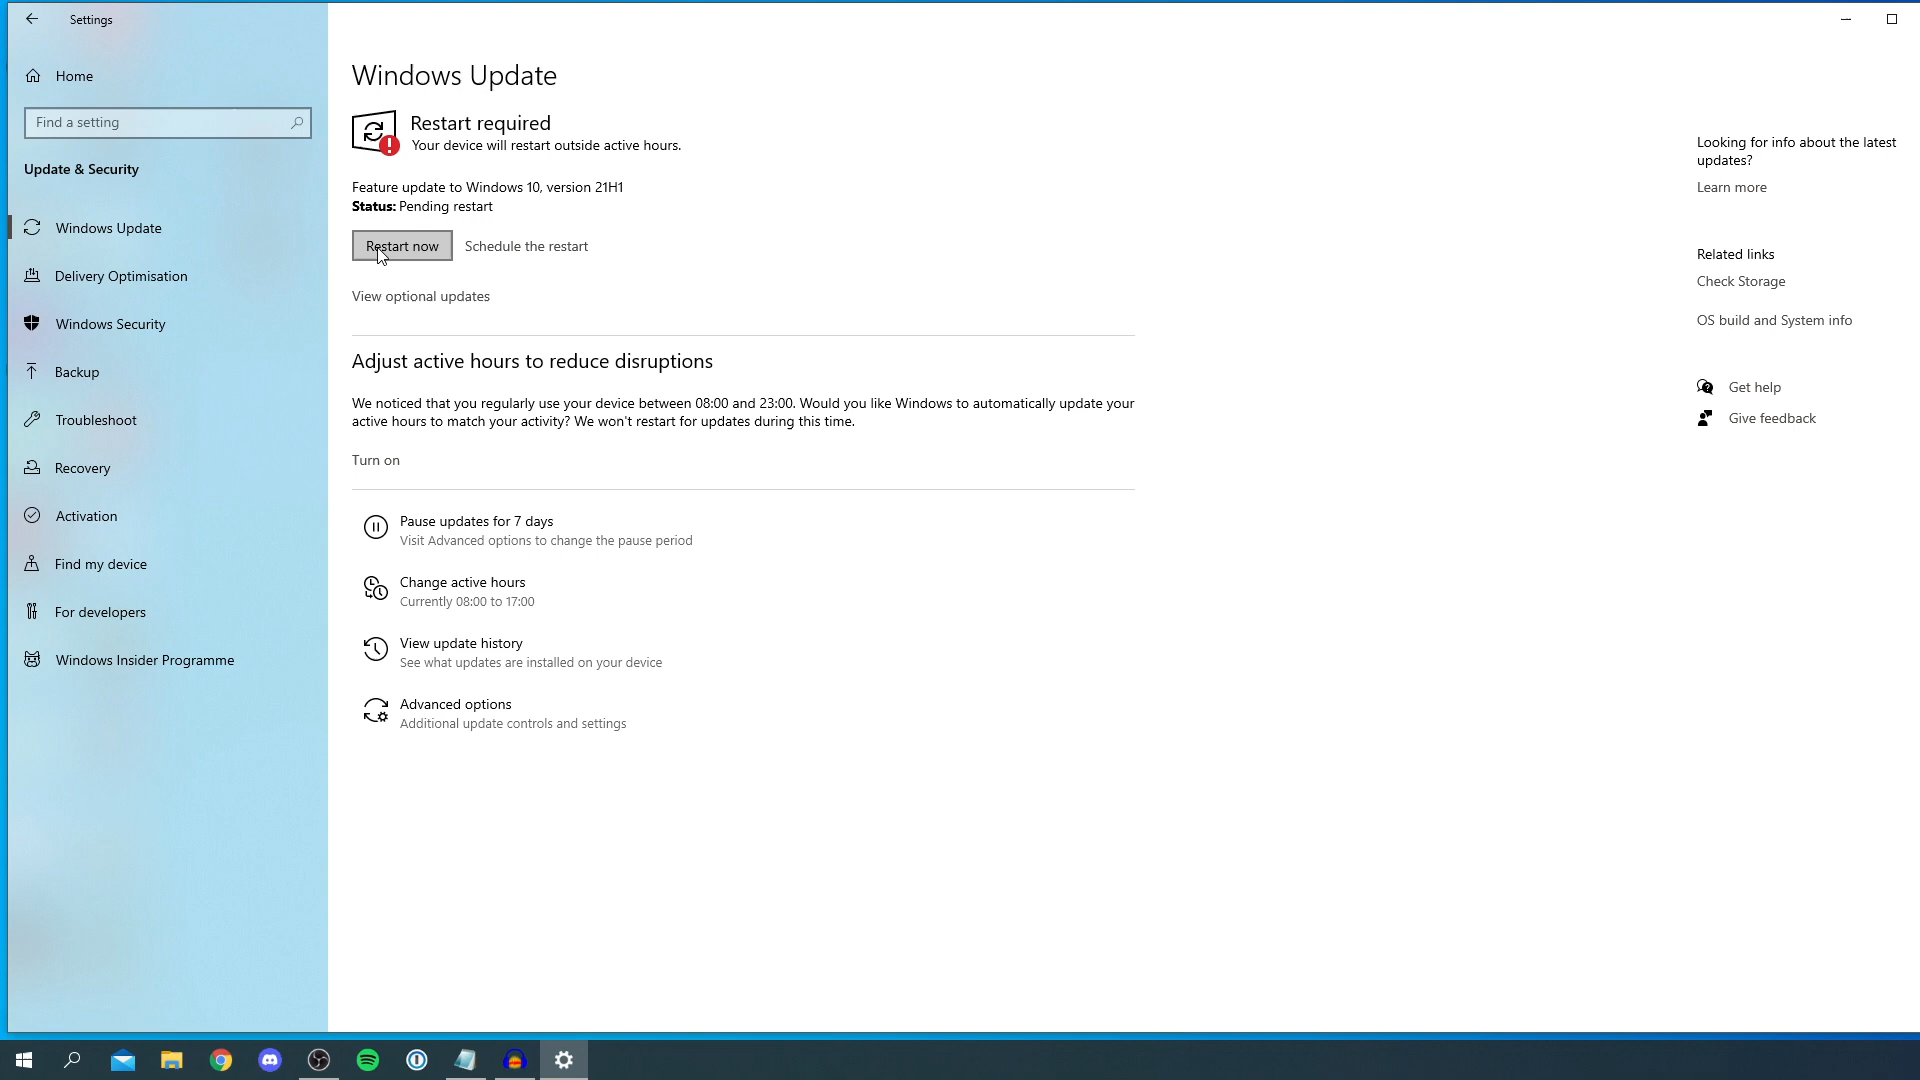 Settings
Home
Find a setting
Update & Security
Windows Update
Delivery Optimisation
Windows Security
Backup
Troubleshoot
Recovery
Activation
Find my device
For developers
Windows Insider Programme
Windows Update
Restart required
Your device will restart outside active hours.
Feature update to Windows 10, version 21H1
Status: Pending restart
Restart now
Schedule the restart
View optional updates
Adjust active hours to reduce disruptions
We noticed that you regularly use your device between 08:00 and 23:00. Would you like Windows to automatically update your
active hours to match your activity? We won't restart for updates during this time.
Turn on
Pause updates for 7 days
Visit Advanced options to change the pause period
Change active hours
Currently 08:00 to 17:00
View update history
See what updates are installed on your device
Advanced options
Additional update controls and settings
Looking for info about the latest
updates?
Learn more
Related links
Check Storage
OS build and System info
Get help
Give feedback